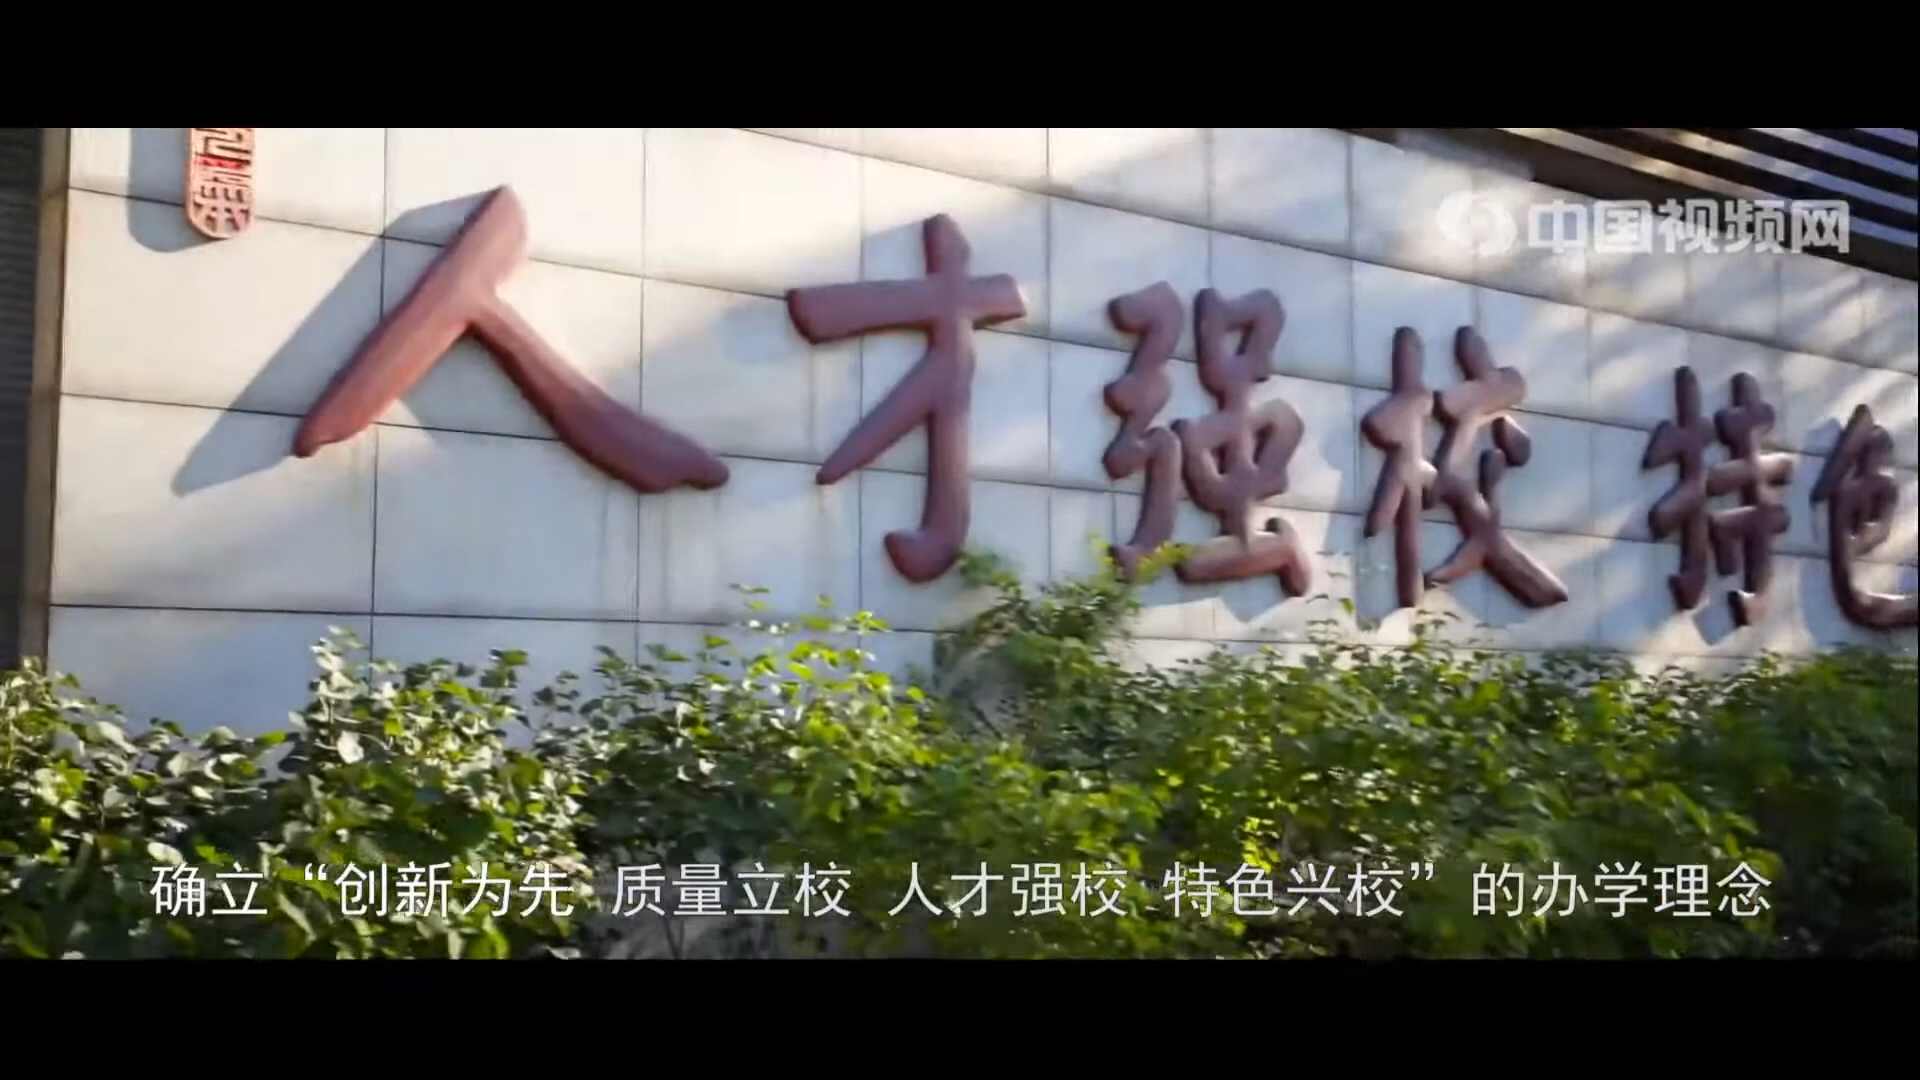 中国视频网
人才强校 特色
确立“创新为先 质量立校 人才强校 特色兴校”的办学理念